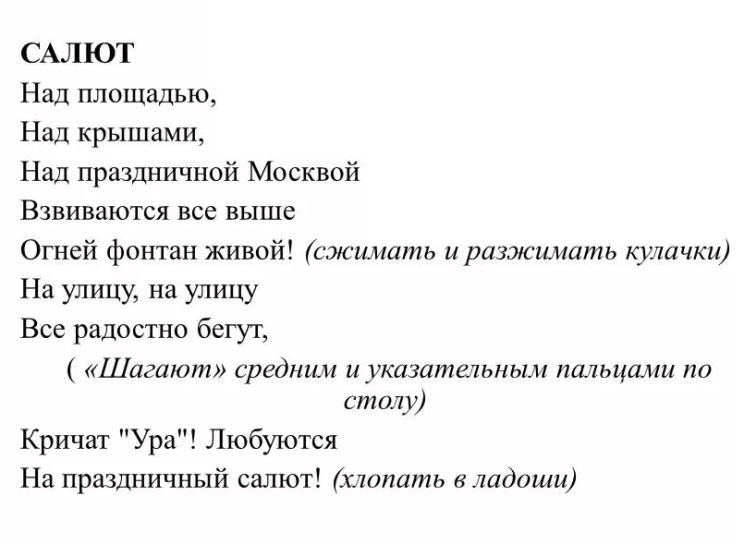 САЛЮТ
Над площадью,
Над крышами,
Над праздничной Москвой
Взвиваются все выше
Огней фонтан живой! (сжимать и разжимать кулачки)
На улицу, на улицу
Все радостно бегут,
( «Шагают» средним и указательным пальцами по
столу)
Кричат "Ура"! Любуются
На праздничный салют! (хлопать в ладоши)